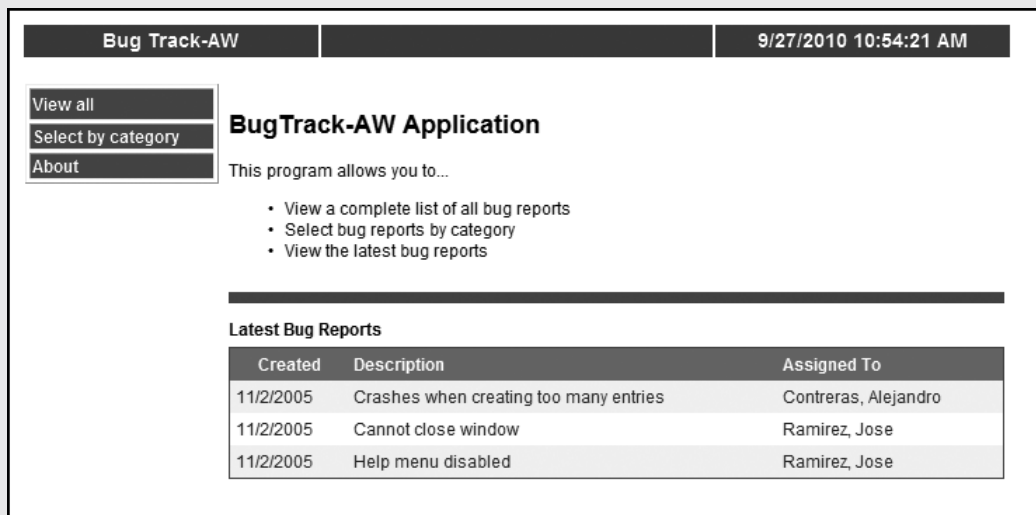 Bug Track-AW 9/27/2010 10:54:21 AM
View all
Select by category
About
BugTrack-AW Application
This program allows you to...
• View a complete list of all bug reports
• Select bug reports by category
• View the latest bug reports
Latest Bug Reports
Created Description Assigned To
11/2/2005 Crashes when creating too many entries Contreras, Alejandro
11/2/2005 Cannot close window Ramirez, Jose
11/2/2005 Help menu disabled Ramirez, Jose